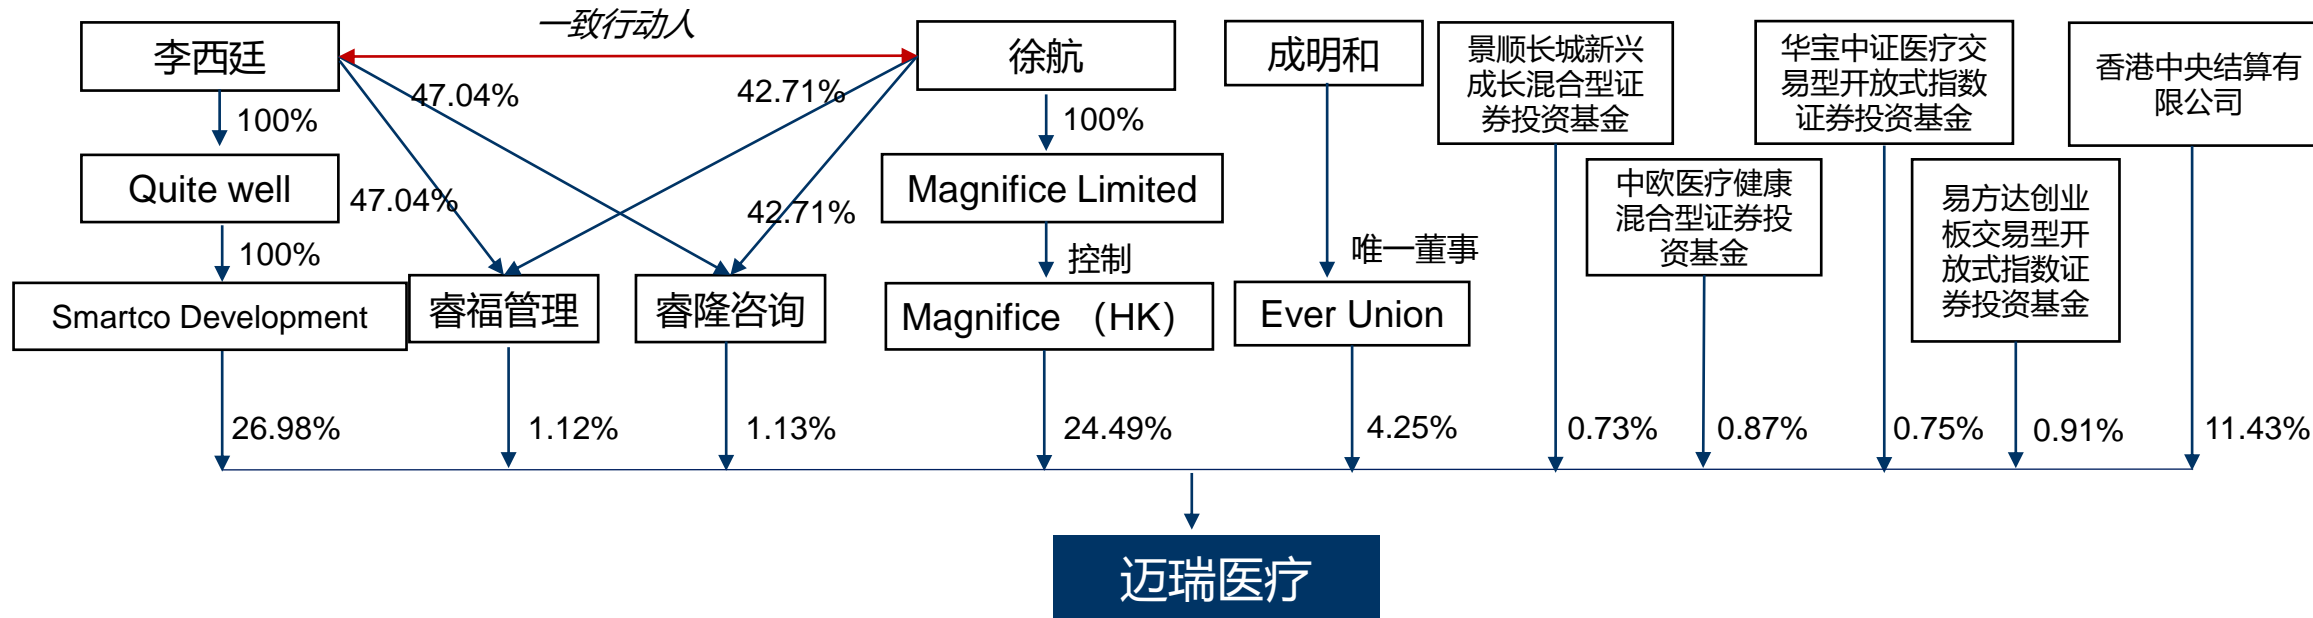 一致行动人
李西廷
徐航
成明和
景顺长城新兴
成长混合型证
券投资基金
华宝中证医疗交
易型开放式指数
证券投资基金
香港中央结算有
限公司
47.04%
42.71%
100%
100%
Quite well
47.04%
42.71%
Magnifice Limited
中欧医疗健康
混合型证券投
资基金
易方达创业
板交易型开
放式指数证
券投资基金
100%
控制
唯一董事
Smartco Development
睿福管理
睿隆咨询
Magnifice （HK）
Ever Union
26.98%
1.12%
1.13%
24.49%
4.25%
0.73%
0.87%
0.75%
0.91%
11.43%
迈瑞医疗